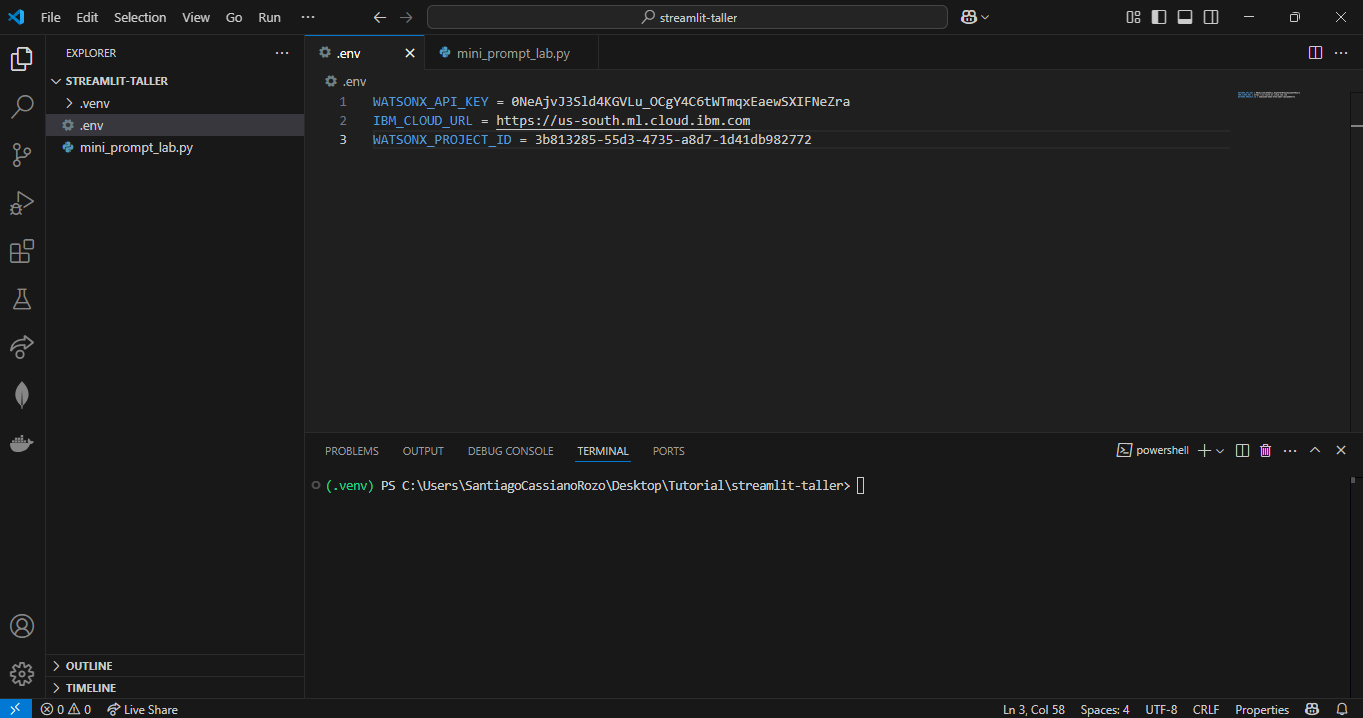 File Edit Selection View Go Run ···
streamlit-taller
EXPLORER
STREAMLIT-TALLER
.venv
.env
mini_prompt_lab.py
.env
mini_prompt_lab.py
.env
1 WATSONX_API_KEY = 0NeAjvJ3Sld4KGVLu_OCgY4C6tWTmqxEaewSXIFNeZra
2 IBM_CLOUD_URL = https://us-south.ml.cloud.ibm.com
3 WATSONX_PROJECT_ID = 3b813285-55d3-4735-a8d7-1d41db982772
PROBLEMS OUTPUT DEBUG CONSOLE TERMINAL PORTS
powershell
(.venv) PS C:\Users\SantiagoCassianoRozo\Desktop\Tutorial\streamlit-taller>
OUTLINE
TIMELINE
0 0 Live Share
Ln 3, Col 58 Spaces: 4 UTF-8 CRLF Properties